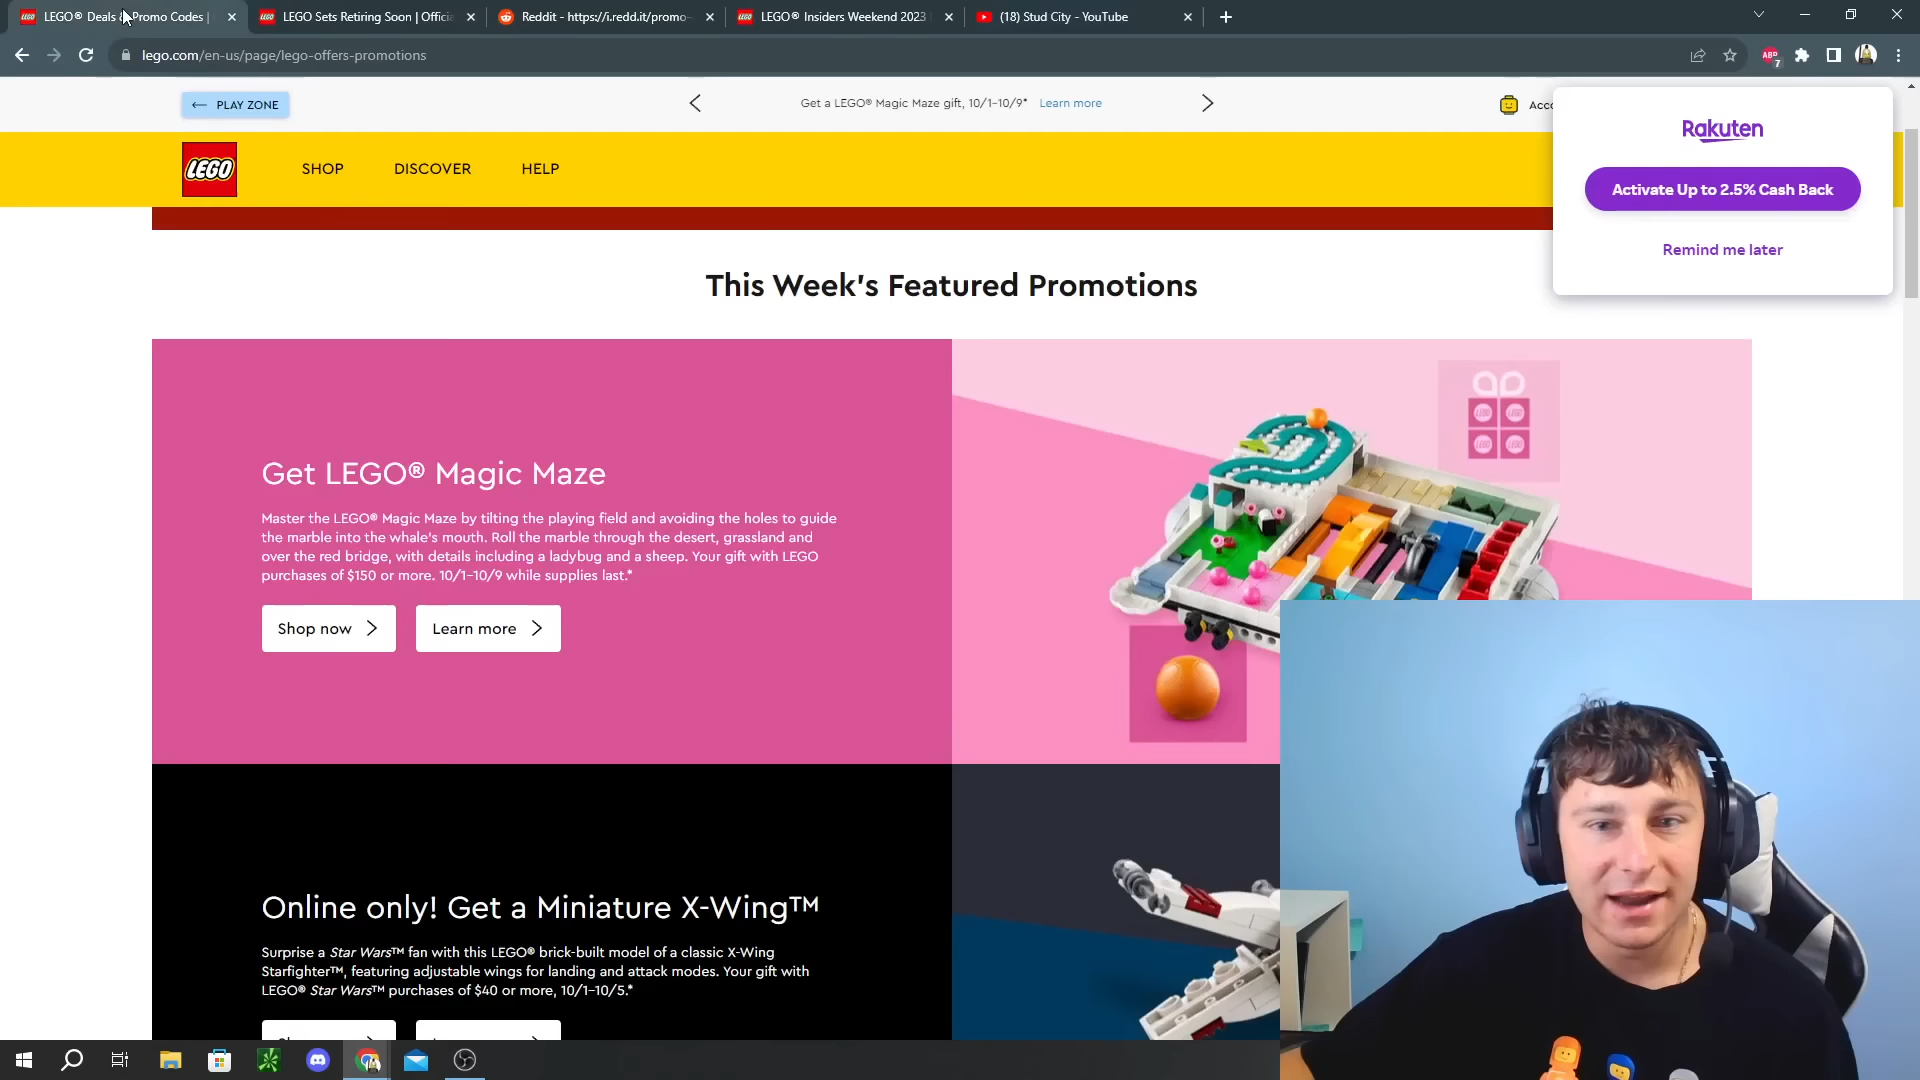 LEGO® Deals & Promo Codes |
LEGO Sets Retiring Soon | Officia
Reddit - https://i.redd.it/promo-
LEGO® Insiders Weekend 2023
(18) Stud City - YouTube
lego.com/en-us/page/lego-offers-promotions
ABP
7
PLAY ZONE
Get a LEGO® Magic Maze gift, 10/1-10/9* Learn more
Acco
LEGO
SHOP
DISCOVER
HELP
Rakuten
Activate Up to 2.5% Cash Back
Remind me later
This Week's Featured Promotions
Get LEGO® Magic Maze
Master the LEGO® Magic Maze by tilting the playing field and avoiding the holes to guide
the marble into the whale's mouth. Roll the marble through the desert, grassland and
over the red bridge, with details including a ladybug and a sheep. Your gift with LEGO
purchases of $150 or more. 10/1-10/9 while supplies last.*
Shop now
Learn more
Online only! Get a Miniature X-Wing™
Surprise a Star Wars™ fan with this LEGO® brick-built model of a classic X-Wing
Starfighter™, featuring adjustable wings for landing and attack modes. Your gift with
LEGO® Star Wars™ purchases of $40 or more, 10/1-10/5.*